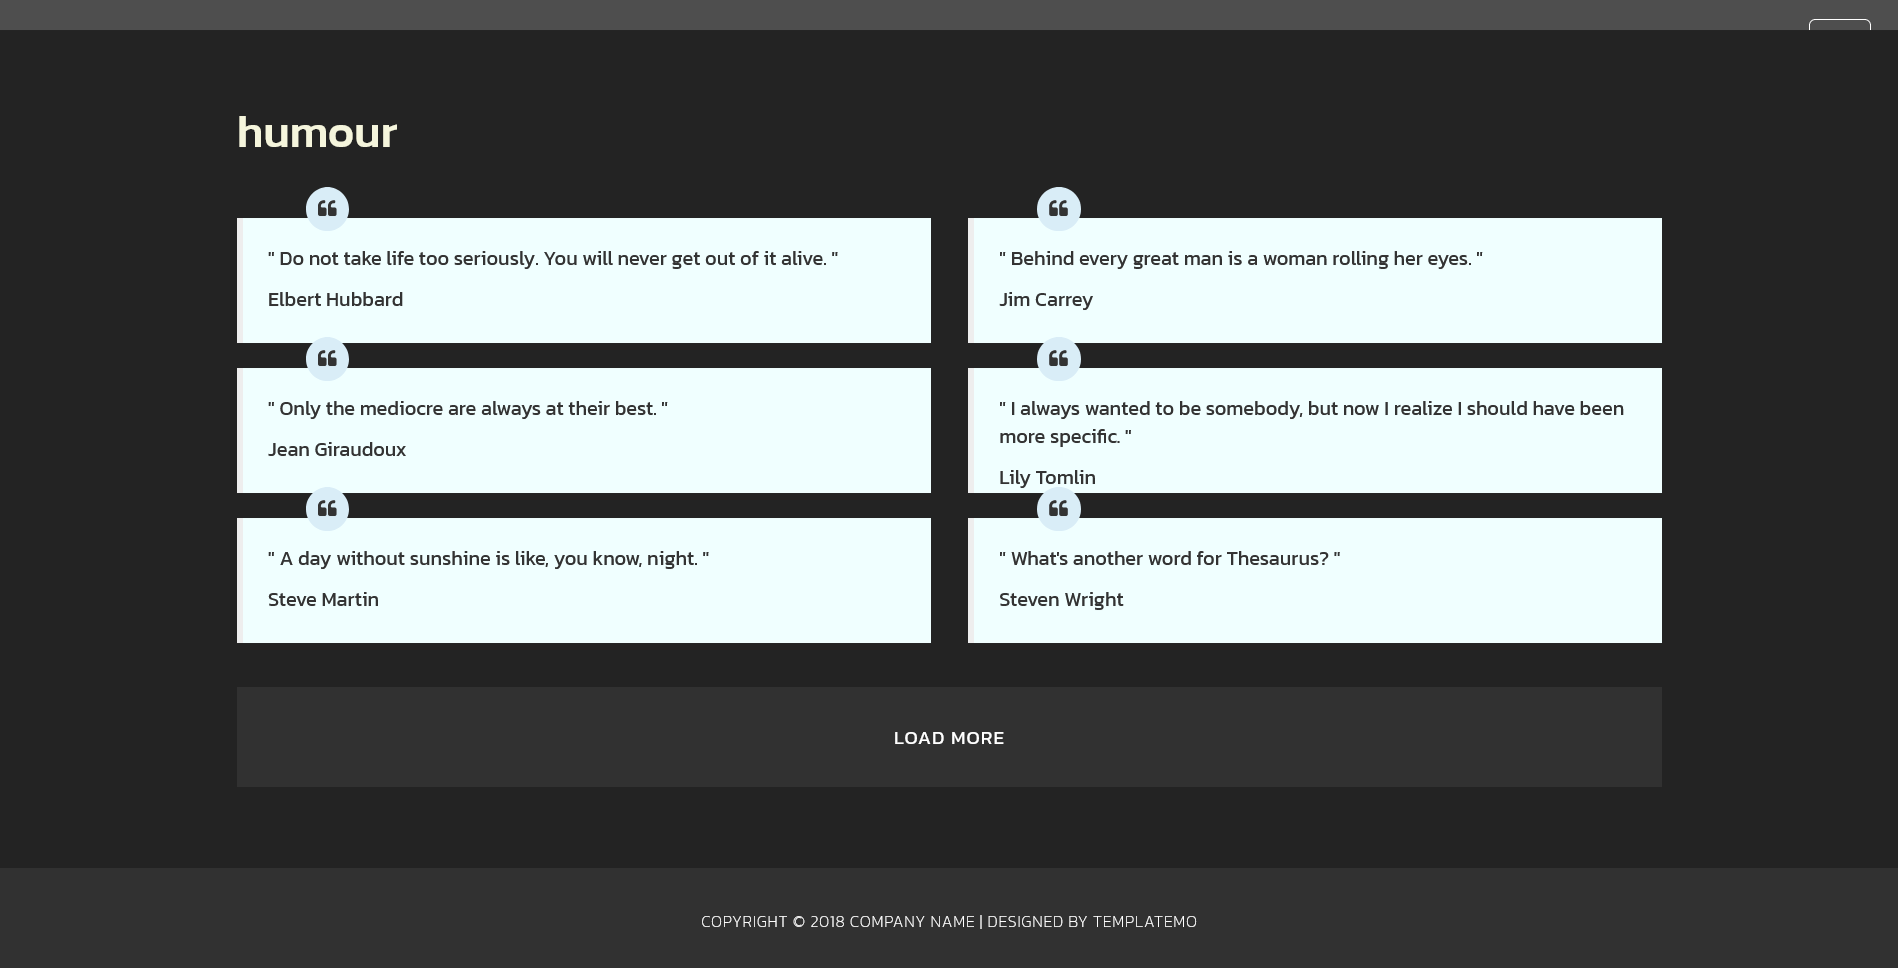 humour
" Do not take life too seriously. You will never get out of it alive. "
Elbert Hubbard
" Behind every great man is a woman rolling her eyes. "
Jim Carrey
" Only the mediocre are always at their best. "
Jean Giraudoux
" I always wanted to be somebody, but now I realize I should have been
more specific. "
Lily Tomlin
" A day without sunshine is like, you know, night. "
Steve Martin
" What's another word for Thesaurus? "
Steven Wright
LOAD MORE
COPYRIGHT © 2018 COMPANY NAME | DESIGNED BY TEMPLATEMO